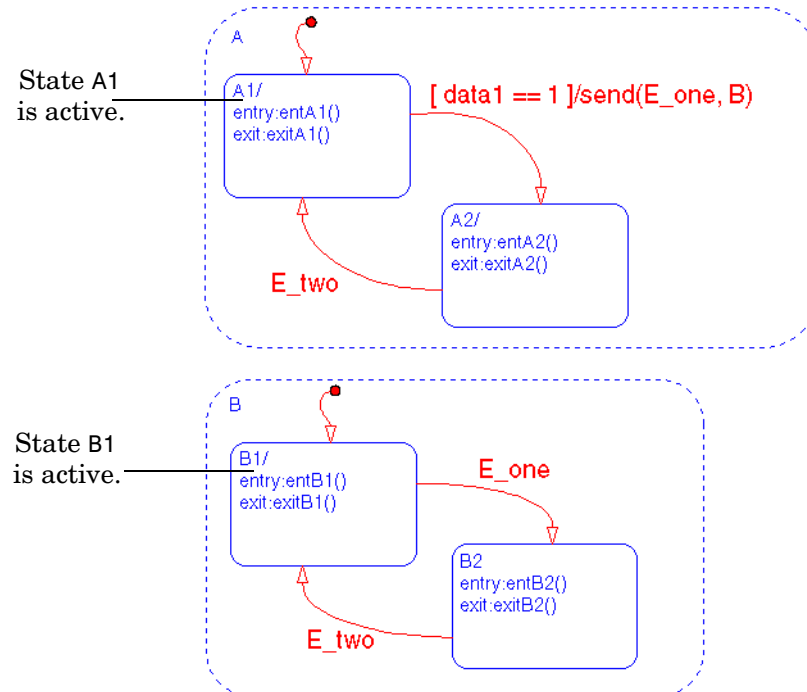 A
State A1
is active.
A1/
entry:entA1()
exit:exitA1()
[ data1 == 1 ]/send(E_one, B)
A2/
entry:entA2()
exit:exitA2()
E_two
B
State B1
is active.
B1/
entry:entB1()
exit:exitB1()
E_one
B2
entry:entB2()
exit:exitB2()
E_two